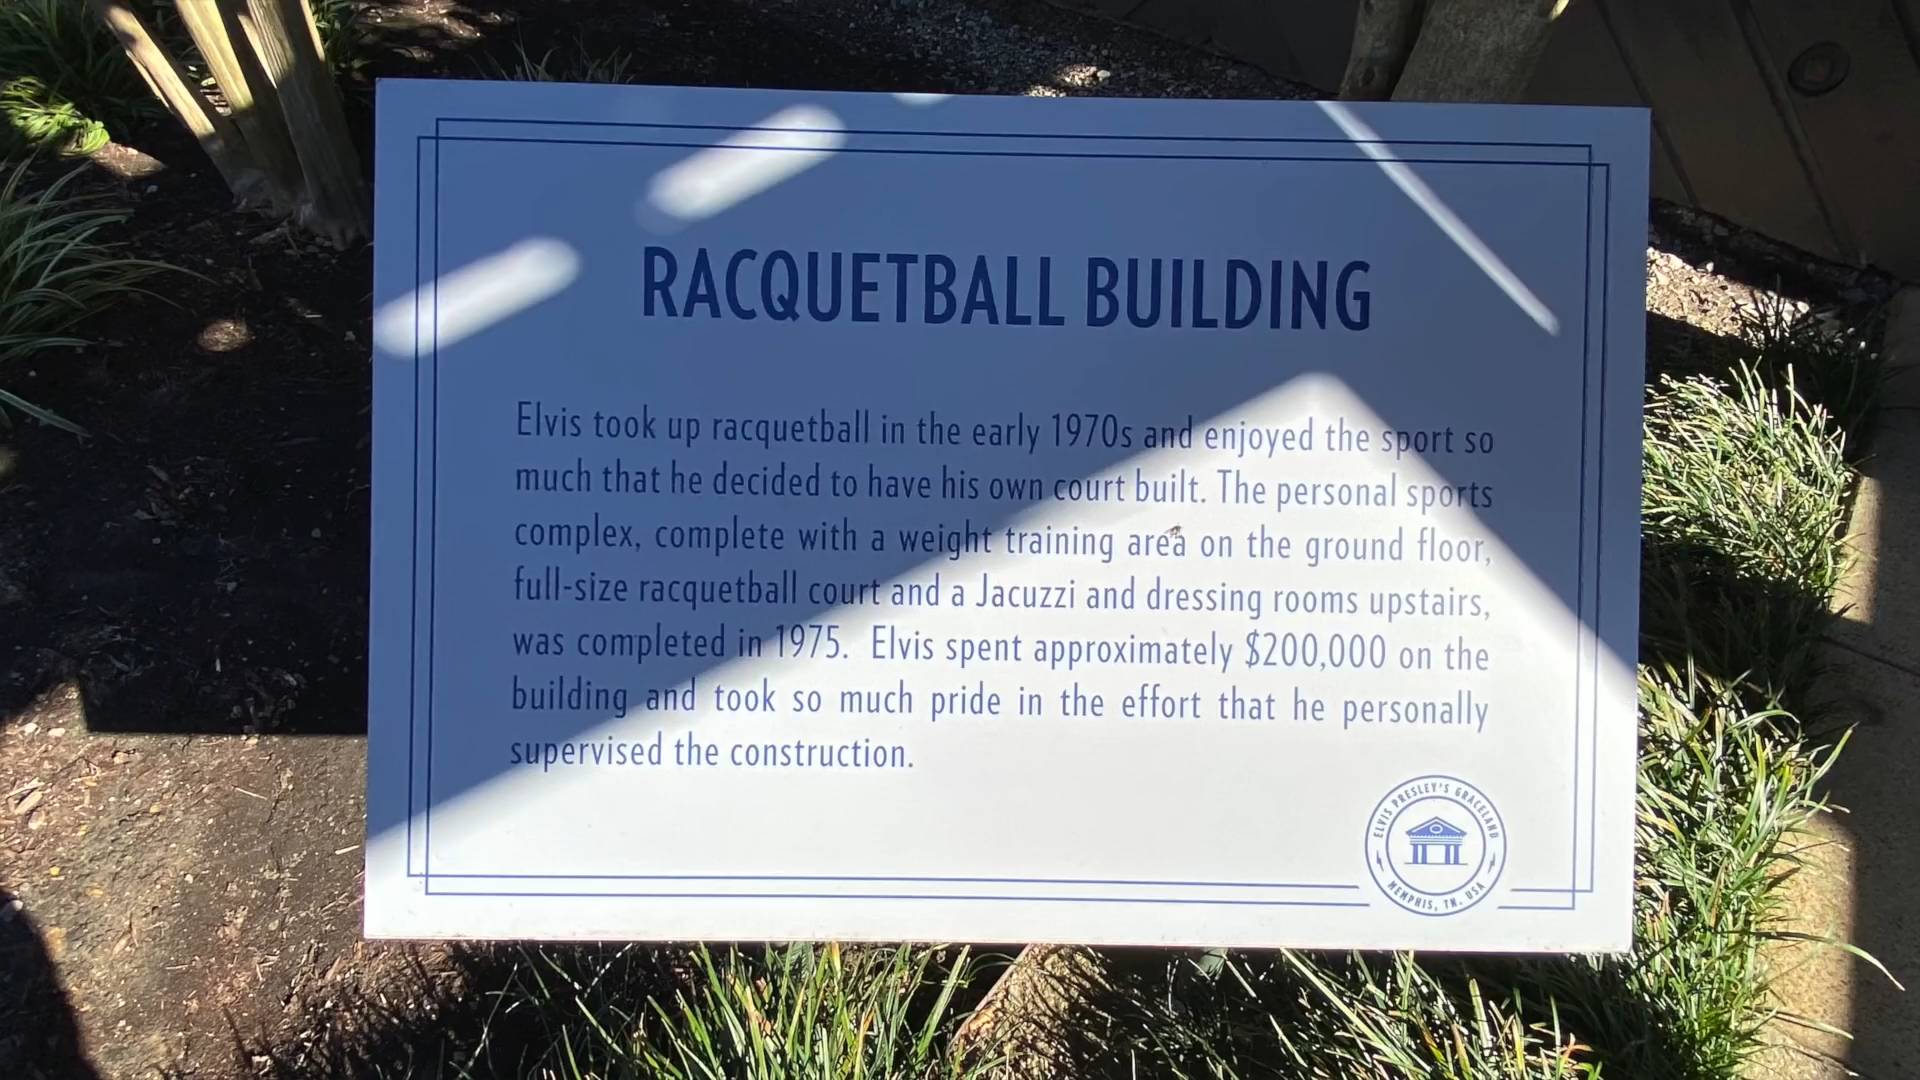 RACQUETBALL BUILDING
Elvis took up racquetball in the early 1970s and enjoyed the sport so
much that he decided to have his own court built. The personal sports
complex, complete with a weight training area on the ground floor,
full-size racquetball court and a Jacuzzi and dressing rooms upstairs,
was completed in 1975. Elvis spent approximately $200,000 on the
building and took so much pride in the effort that he personally
supervised the construction.
ELVIS PRESLEY'S GRACELAND
MEMPHIS, TN. USA